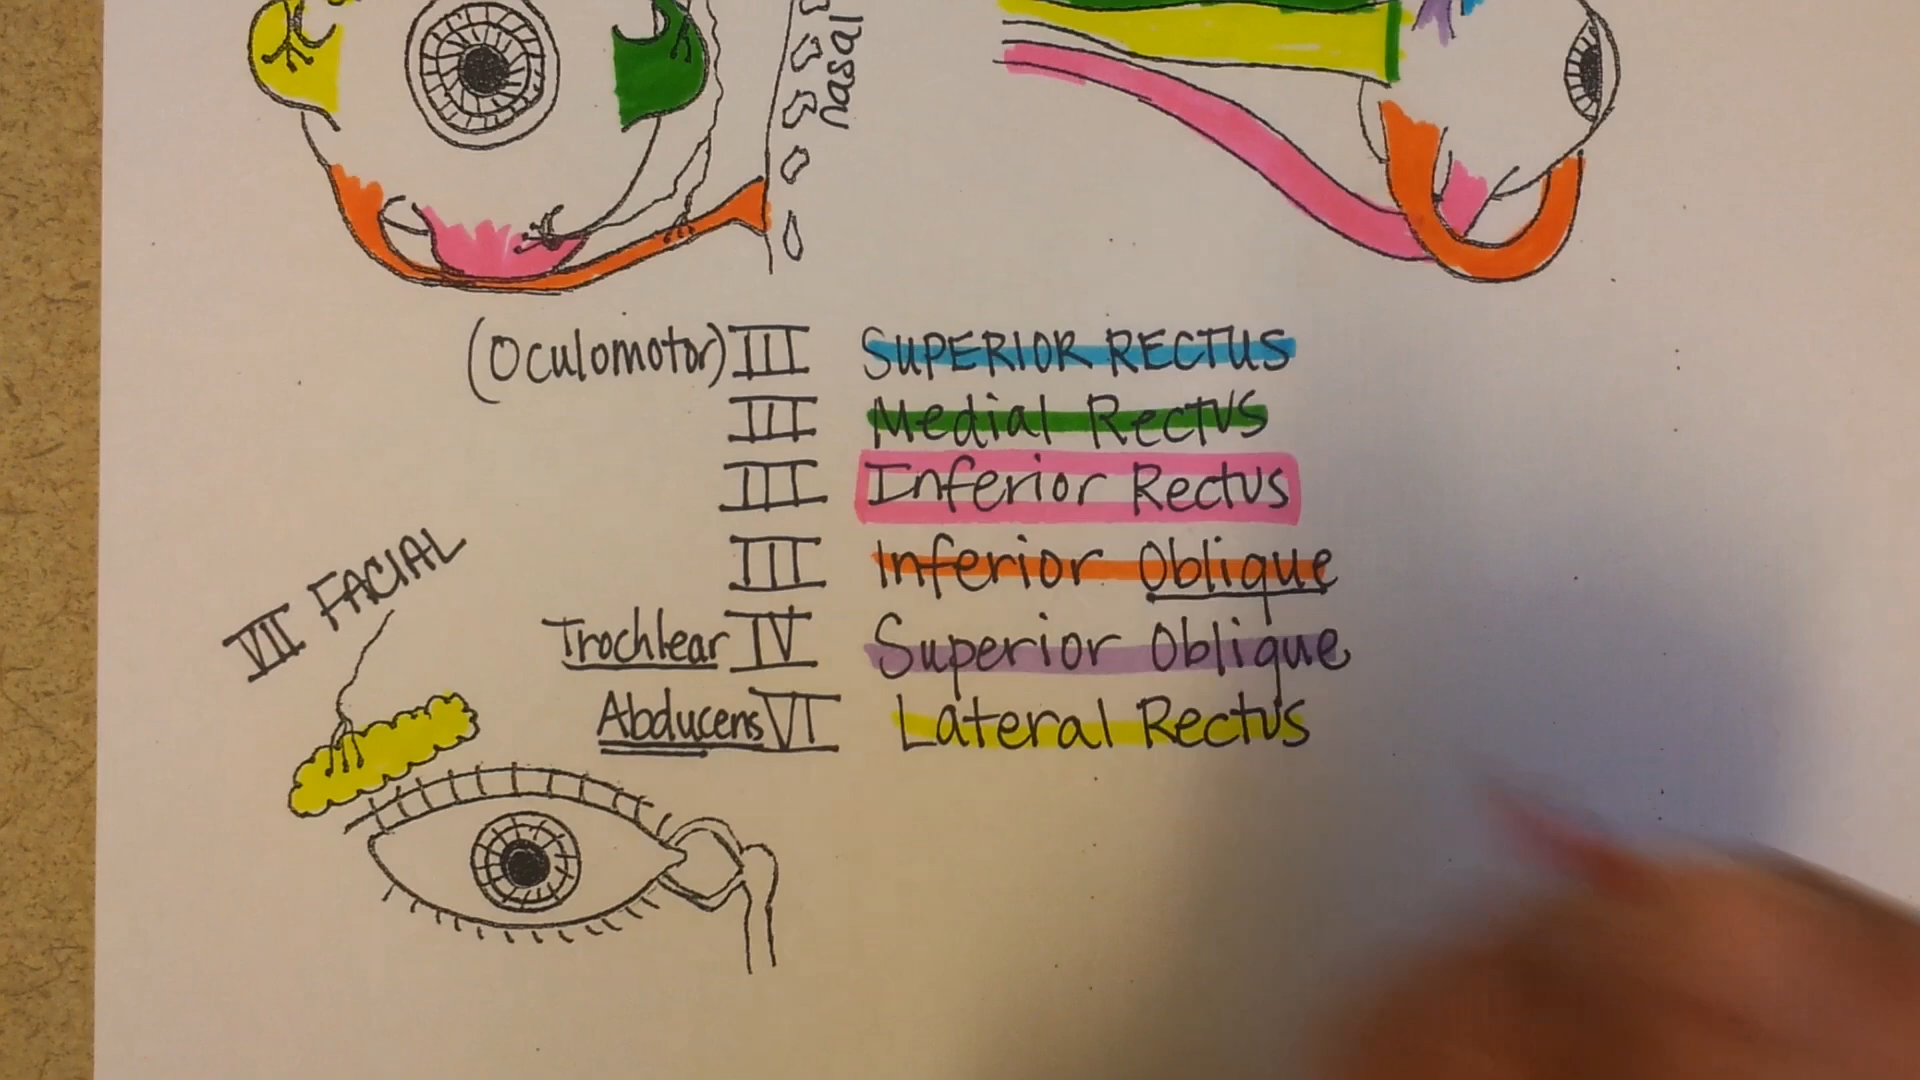 nasal
(Oculomotor) III SUPERIOR RECTUS
III Medial Rectus
III Inferior Rectus
III Inferior Oblique
Trochlear IV Superior Oblique
Abducens VI Lateral Rectus
VII FACIAL